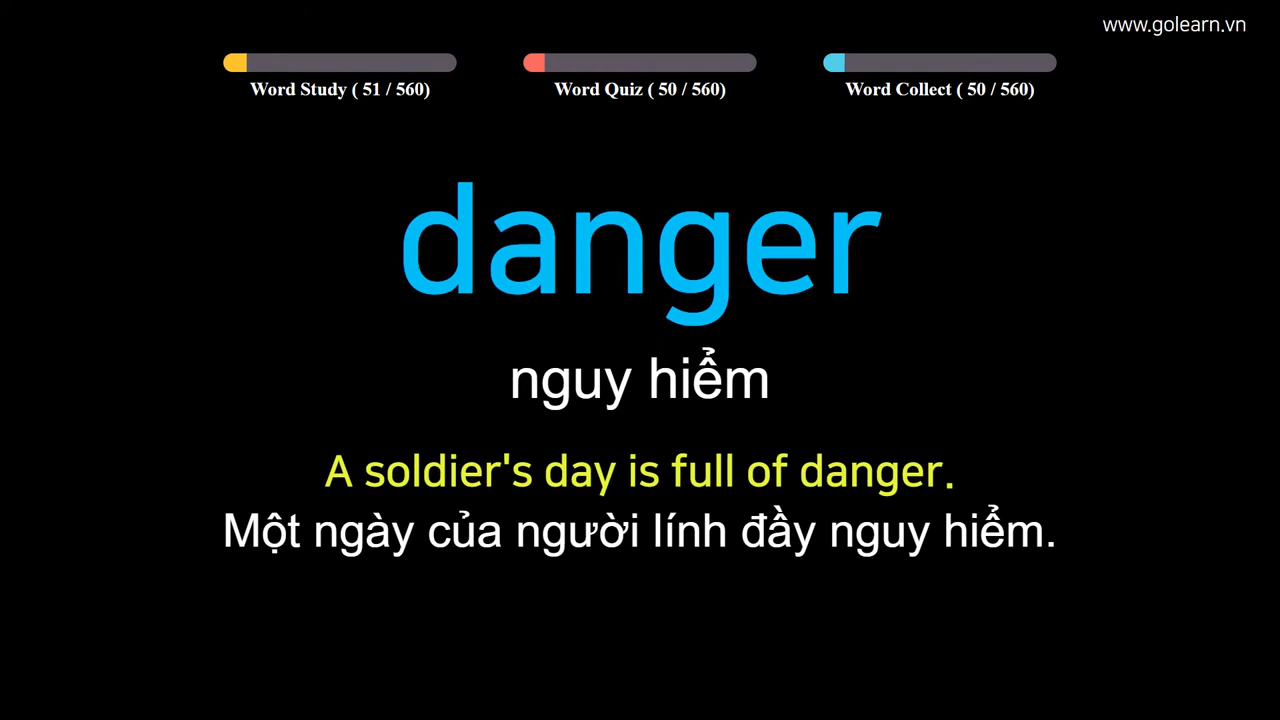 www.golearn.vn
Word Study ( 51 / 560)
Word Quiz ( 50 / 560)
Word Collect ( 50 / 560)
danger
nguy hiểm
A soldier's day is full of danger.
Một ngày của người lính đầy nguy hiểm.